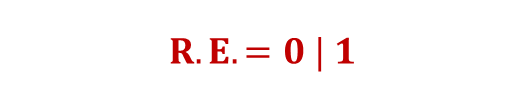 R. E. = 0 | 1